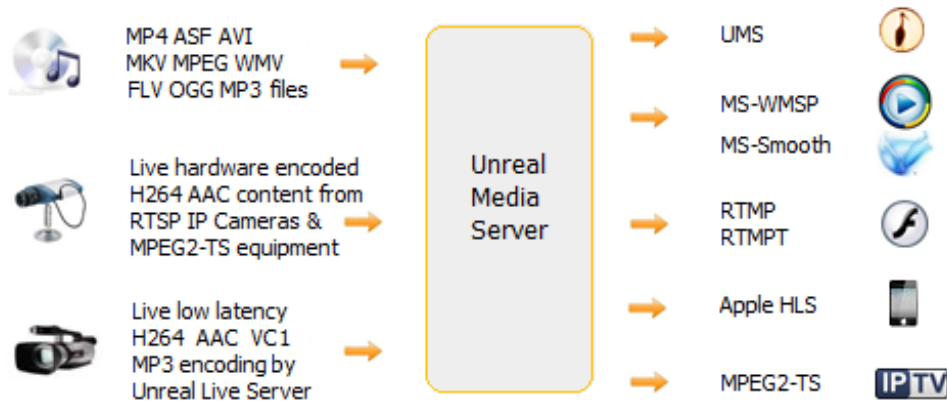 MP4 ASF AVI
MKV MPEG WMV
FLV OGG MP3 files
Live hardware encoded
H264 AAC content from
RTSP IP Cameras &
MPEG2-TS equipment
Live low latency
H264 AAC VC1
MP3 encoding by
Unreal Live Server
Unreal
Media
Server
UMS
MS-WMSP
MS-Smooth
RTMP
RTMPT
Apple HLS
MPEG2-TS
IPTV